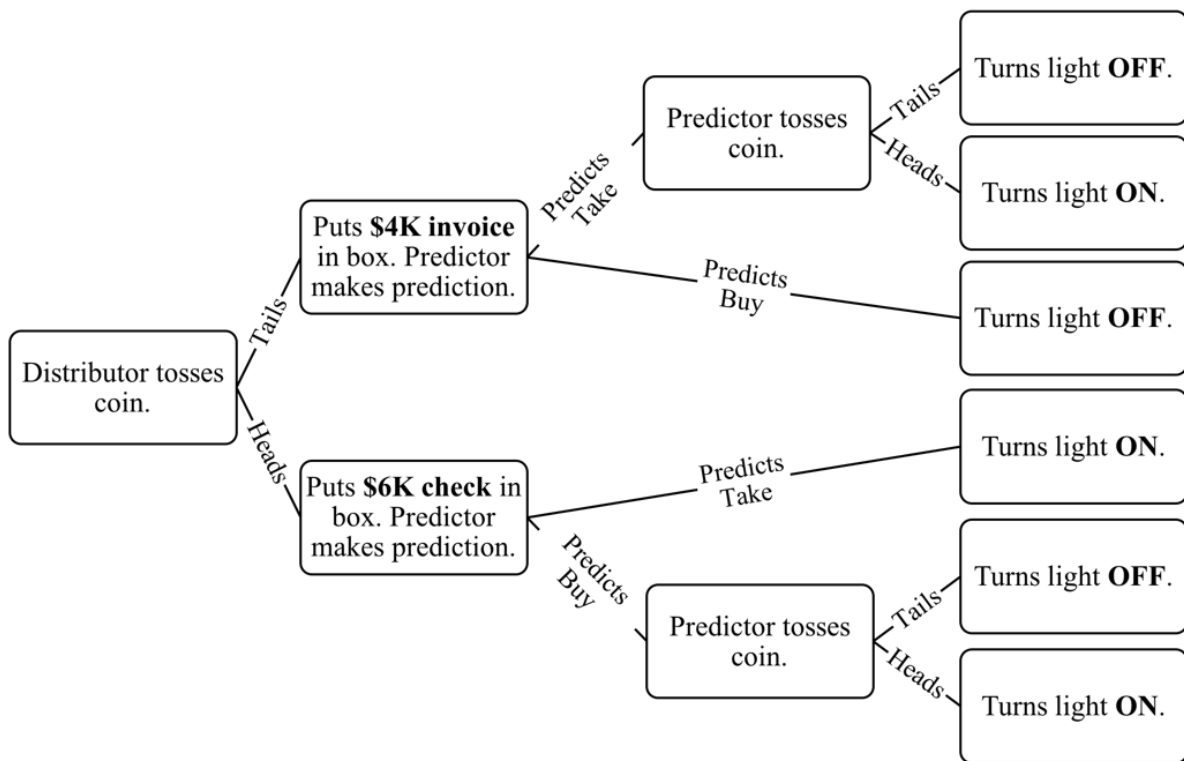 Distributor tosses
coin.
Tails
Heads
Puts $4K invoice
in box. Predictor
makes prediction.
Predicts
Take
Predicts
Buy
Predictor tosses
coin.
Tails
Heads
Turns light OFF.
Turns light ON.
Turns light OFF.
Puts $6K check in
box. Predictor
makes prediction.
Predicts
Take
Predicts
Buy
Turns light ON.
Predictor tosses
coin.
Tails
Heads
Turns light OFF.
Turns light ON.